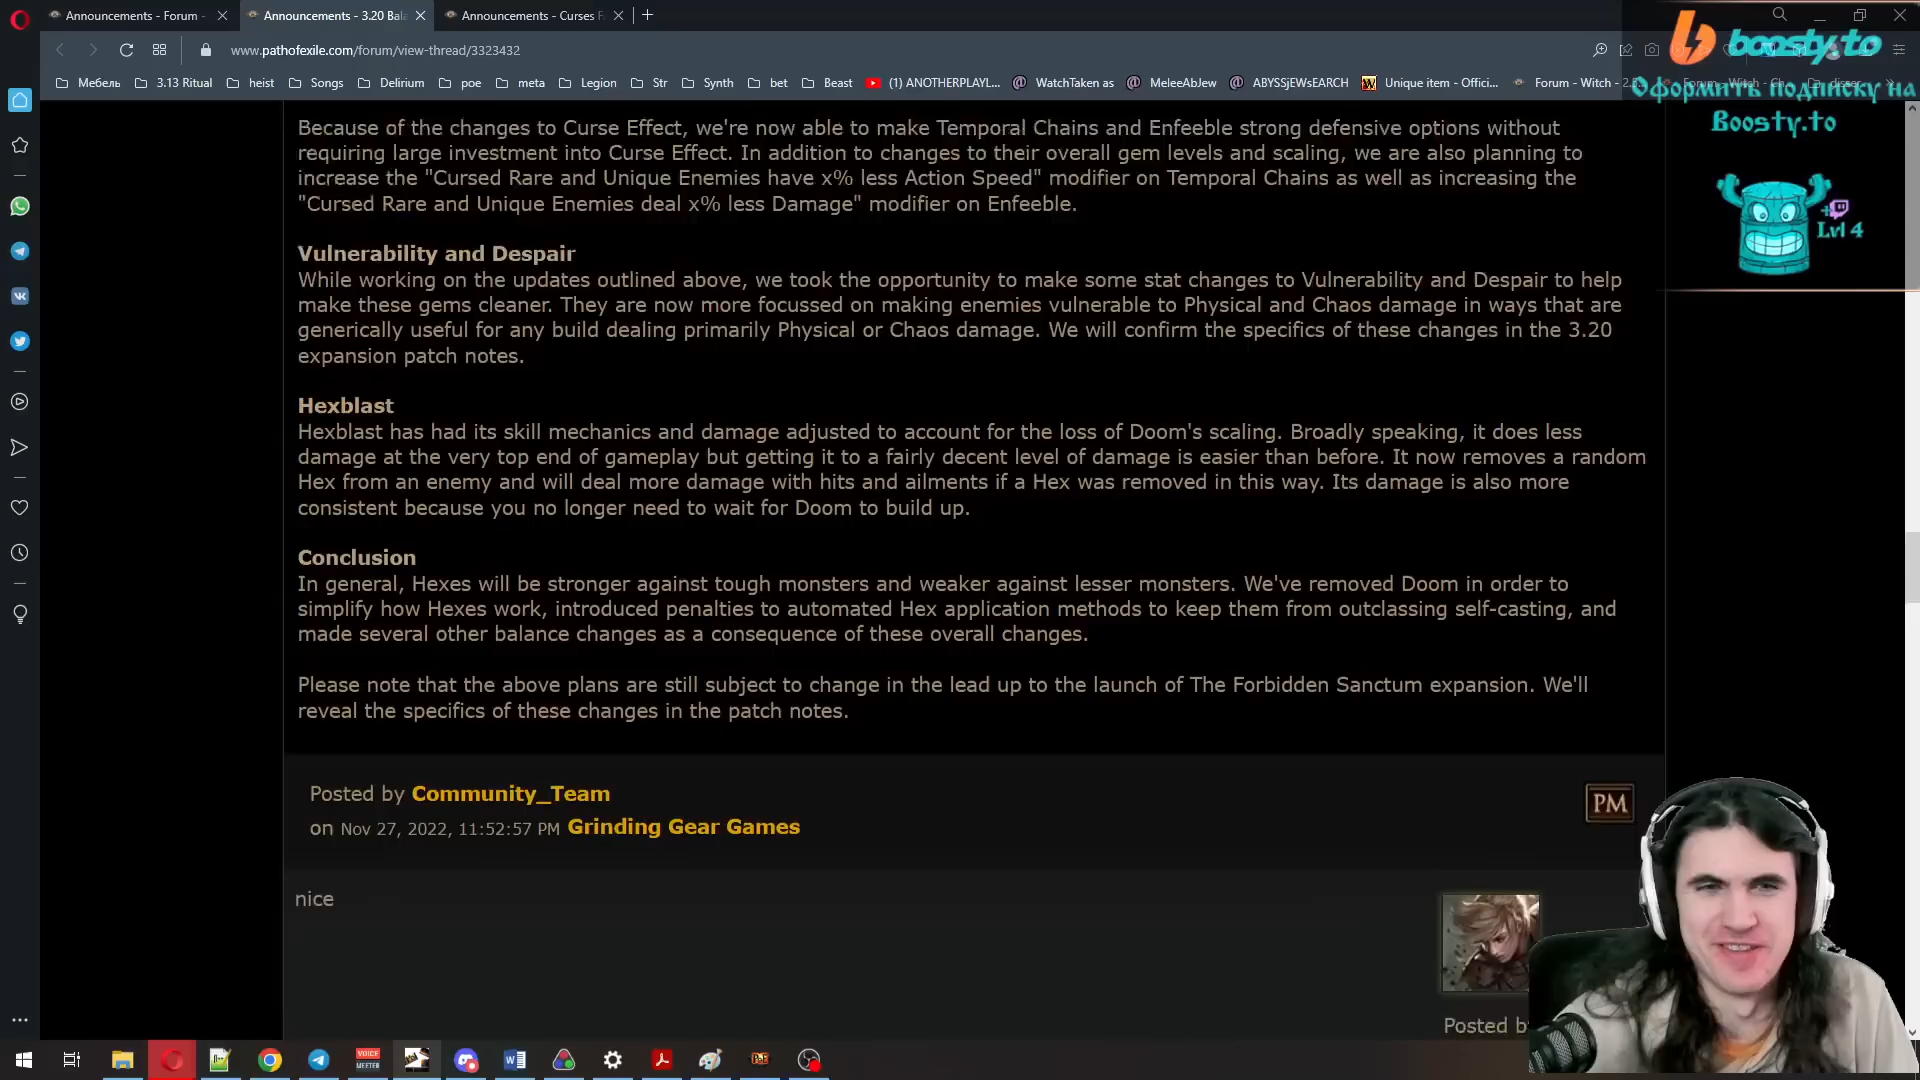 Announcements - Forum -
Announcements - 3.20 Bala
Announcements - Curses F
www.pathofexile.com/forum/view-thread/3323432
boosty.to
Мебель
3.13 Ritual
heist
Songs
Delirium
poe
meta
Legion
Str
Synth
bet
Beast
(1) ANOTHERPLAYL...
WatchTaken as
MeleeAbJew
ABYSSjEWsEARCH
Unique item - Offici...
Forum - Witch - 2.
Оформить подписку на
Boosty.to
Lvl 4
Because of the changes to Curse Effect, we're now able to make Temporal Chains and Enfeeble strong defensive options without
requiring large investment into Curse Effect. In addition to changes to their overall gem levels and scaling, we are also planning to
increase the "Cursed Rare and Unique Enemies have x% less Action Speed" modifier on Temporal Chains as well as increasing the
"Cursed Rare and Unique Enemies deal x% less Damage" modifier on Enfeeble.
Vulnerability and Despair
While working on the updates outlined above, we took the opportunity to make some stat changes to Vulnerability and Despair to help
make these gems cleaner. They are now more focussed on making enemies vulnerable to Physical and Chaos damage in ways that are
generically useful for any build dealing primarily Physical or Chaos damage. We will confirm the specifics of these changes in the 3.20
expansion patch notes.
Hexblast
Hexblast has had its skill mechanics and damage adjusted to account for the loss of Doom's scaling. Broadly speaking, it does less
damage at the very top end of gameplay but getting it to a fairly decent level of damage is easier than before. It now removes a random
Hex from an enemy and will deal more damage with hits and ailments if a Hex was removed in this way. Its damage is also more
consistent because you no longer need to wait for Doom to build up.
Conclusion
In general, Hexes will be stronger against tough monsters and weaker against lesser monsters. We've removed Doom in order to
simplify how Hexes work, introduced penalties to automated Hex application methods to keep them from outclassing self-casting, and
made several other balance changes as a consequence of these overall changes.
Please note that the above plans are still subject to change in the lead up to the launch of The Forbidden Sanctum expansion. We'll
reveal the specifics of these changes in the patch notes.
Posted by Community_Team
on Nov 27, 2022, 11:52:57 PM Grinding Gear Games
PM
nice
Posted b
VOICE
MEETER
PoE